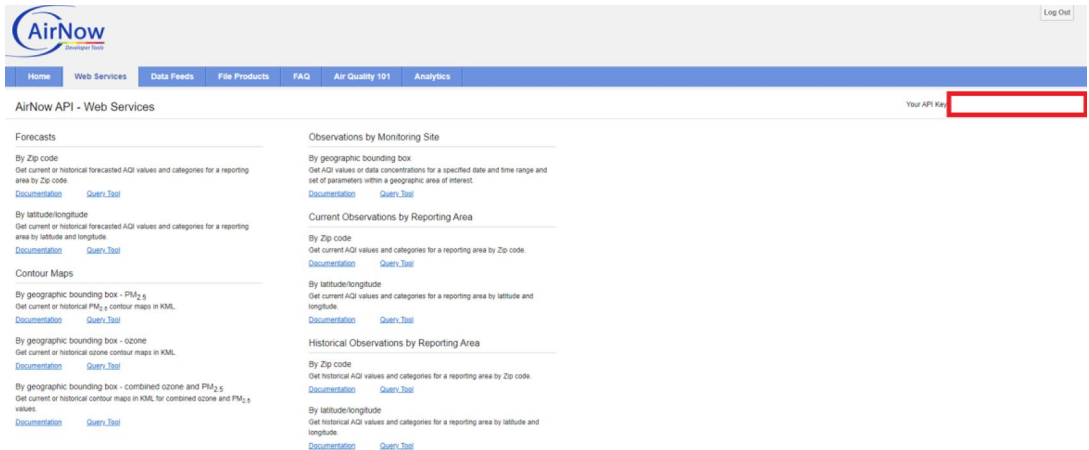 Log Out
AirNow
Developer Tools
Home Web Services Data Feeds File Products FAQ Air Quality 101 Analytics
AirNow API - Web Services
Your API Key
Forecasts
By Zip code
Get current or historical forecasted AQI values and categories for a reporting
area by Zip code.
Documentation Query Tool
By latitude/longitude
Get current or historical forecasted AQI values and categories for a reporting
area by latitude and longitude.
Documentation Query Tool
Contour Maps
By geographic bounding box - PM2.5
Get current or historical PM2.5 contour maps in KML.
Documentation Query Tool
By geographic bounding box - ozone
Get current or historical ozone contour maps in KML.
Documentation Query Tool
By geographic bounding box - combined ozone and PM2.5
Get current or historical contour maps in KML for combined ozone and PM2.5
values.
Documentation Query Tool
Observations by Monitoring Site
By geographic bounding box
Get AQI values or data concentrations for a specified date and time range and
set of parameters within a geographic area of interest.
Documentation Query Tool
Current Observations by Reporting Area
By Zip code
Get current AQI values and categories for a reporting area by Zip code.
Documentation Query Tool
By latitude/longitude
Get current AQI values and categories for a reporting area by latitude and
longitude.
Documentation Query Tool
Historical Observations by Reporting Area
By Zip code
Get historical AQI values and categories for a reporting area by Zip code.
Documentation Query Tool
By latitude/longitude
Get historical AQI values and categories for a reporting area by latitude and
longitude.
Documentation Query Tool